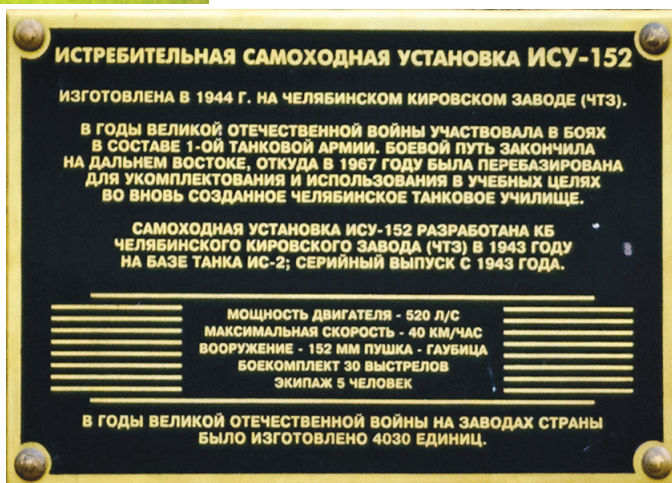 ИСТРЕБИТЕЛЬНАЯ САМОХОДНАЯ УСТАНОВКА ИСУ-152
ИЗГОТОВЛЕНА В 1944 Г. НА ЧЕЛЯБИНСКОМ КИРОВСКОМ ЗАВОДЕ (ЧТЗ).
В ГОДЫ ВЕЛИКОЙ ОТЕЧЕСТВЕННОЙ ВОЙНЫ УЧАСТВОВАЛА В БОЯХ
В СОСТАВЕ 1-ОЙ ТАНКОВОЙ АРМИИ. БОЕВОЙ ПУТЬ ЗАКОНЧИЛА
НА ДАЛЬНЕМ ВОСТОКЕ, ОТКУДА В 1967 ГОДУ БЫЛА ПЕРЕБАЗИРОВАНА
ДЛЯ УКОМПЛЕКТОВАНИЯ И ИСПОЛЬЗОВАНИЯ В УЧЕБНЫХ ЦЕЛЯХ
ВО ВНОВЬ СОЗДАННОЕ ЧЕЛЯБИНСКОЕ ТАНКОВОЕ УЧИЛИЩЕ.
САМОХОДНАЯ УСТАНОВКА ИСУ-152 РАЗРАБОТАНА КБ
ЧЕЛЯБИНСКОГО КИРОВСКОГО ЗАВОДА (ЧТЗ) В 1943 ГОДУ
НА БАЗЕ ТАНКА ИС-2; СЕРИЙНЫЙ ВЫПУСК С 1943 ГОДА.
МОЩНОСТЬ ДВИГАТЕЛЯ - 520 Л/С
МАКСИМАЛЬНАЯ СКОРОСТЬ - 40 КМ/ЧАС
ВООРУЖЕНИЕ - 152 ММ ПУШКА - ГАУБИЦА
БОЕКОМПЛЕКТ 30 ВЫСТРЕЛОВ
ЭКИПАЖ 5 ЧЕЛОВЕК
В ГОДЫ ВЕЛИКОЙ ОТЕЧЕСТВЕННОЙ ВОЙНЫ НА ЗАВОДАХ СТРАНЫ
БЫЛО ИЗГОТОВЛЕНО 4030 ЕДИНИЦ.